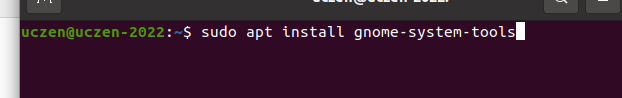 uczen@uczen-2022:~$ sudo apt install gnome-system-tools